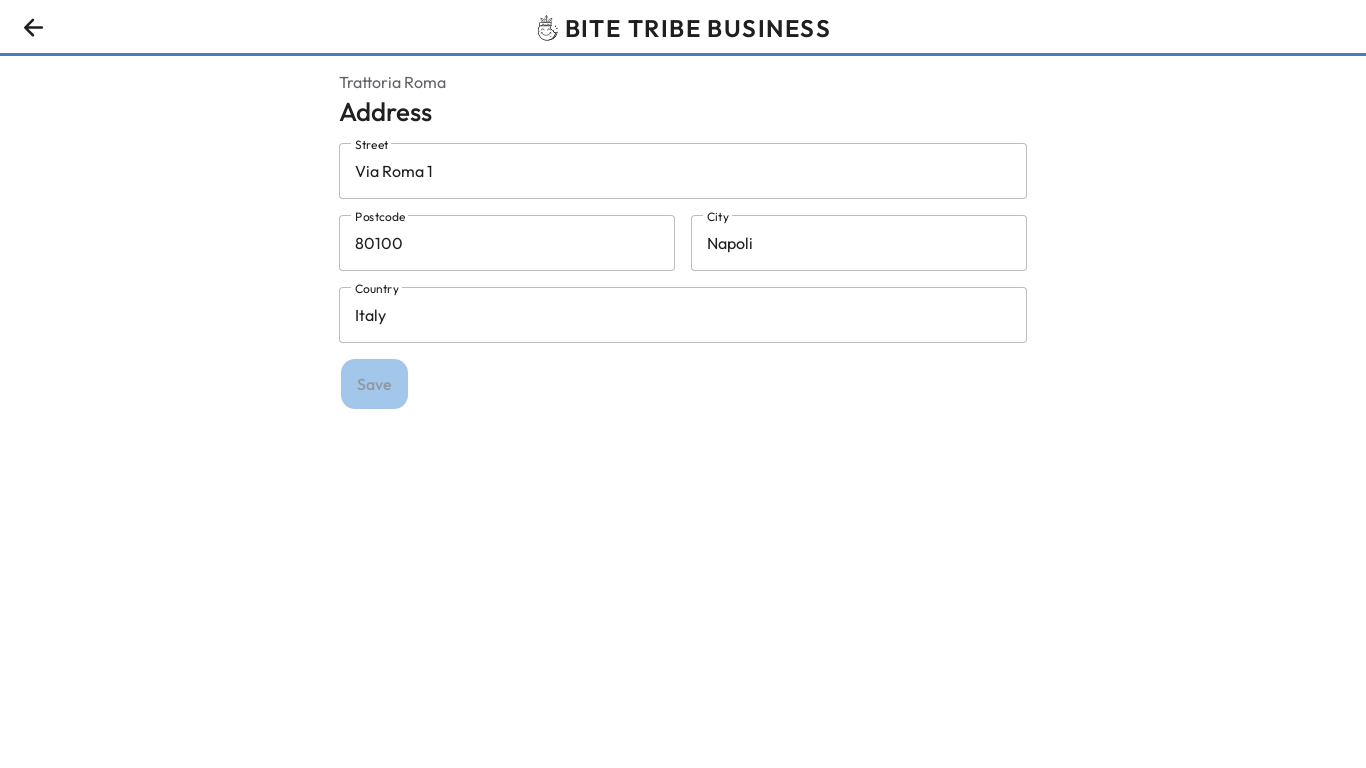 BITE TRIBE BUSINESS
Trattoria Roma
Address
Street
Via Roma 1
Postcode
80100
City
Napoli
Country
Italy
Save